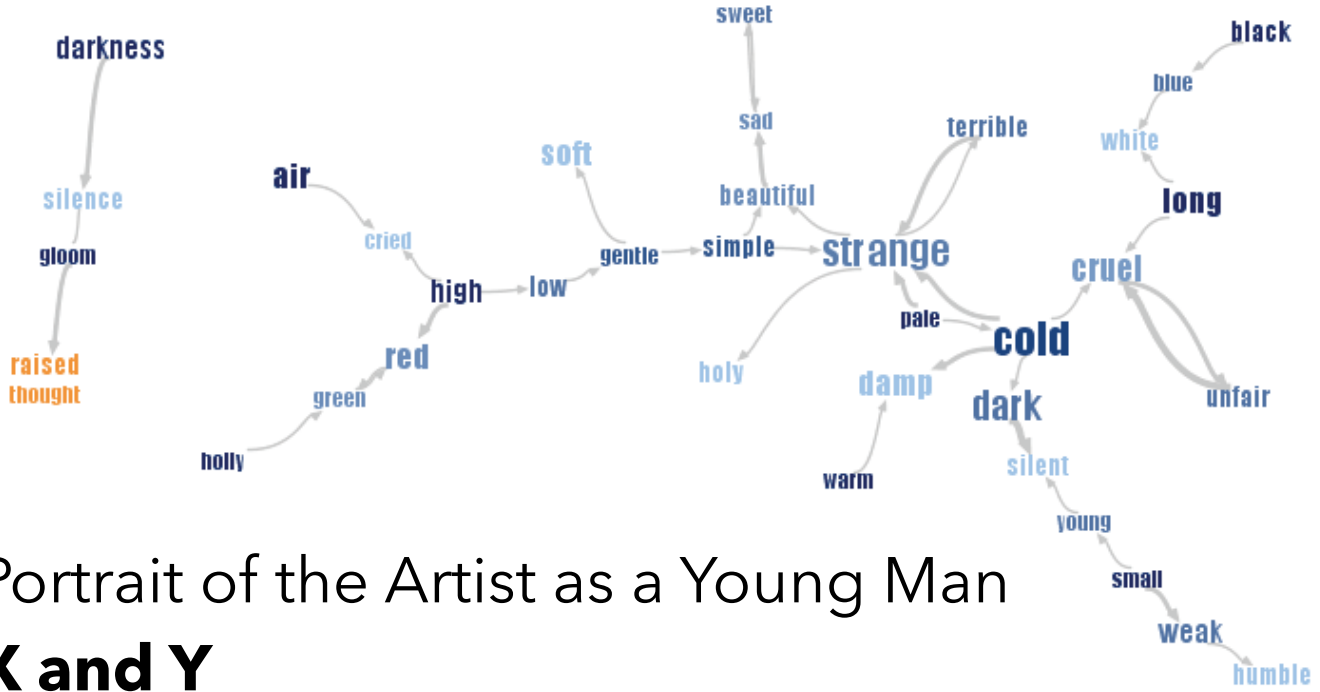 sweet
darkness
black
blue
sad
terrible
white
soft
air
silence
beautiful
long
cried
gloom
gentle
simple
strange
cruel
high
low
pale
cold
raised
thought
red
holy
damp
green
dark
unfair
holly
silent
warm
young
small
weak
humble
Portrait of the Artist as a Young Man
X and Y